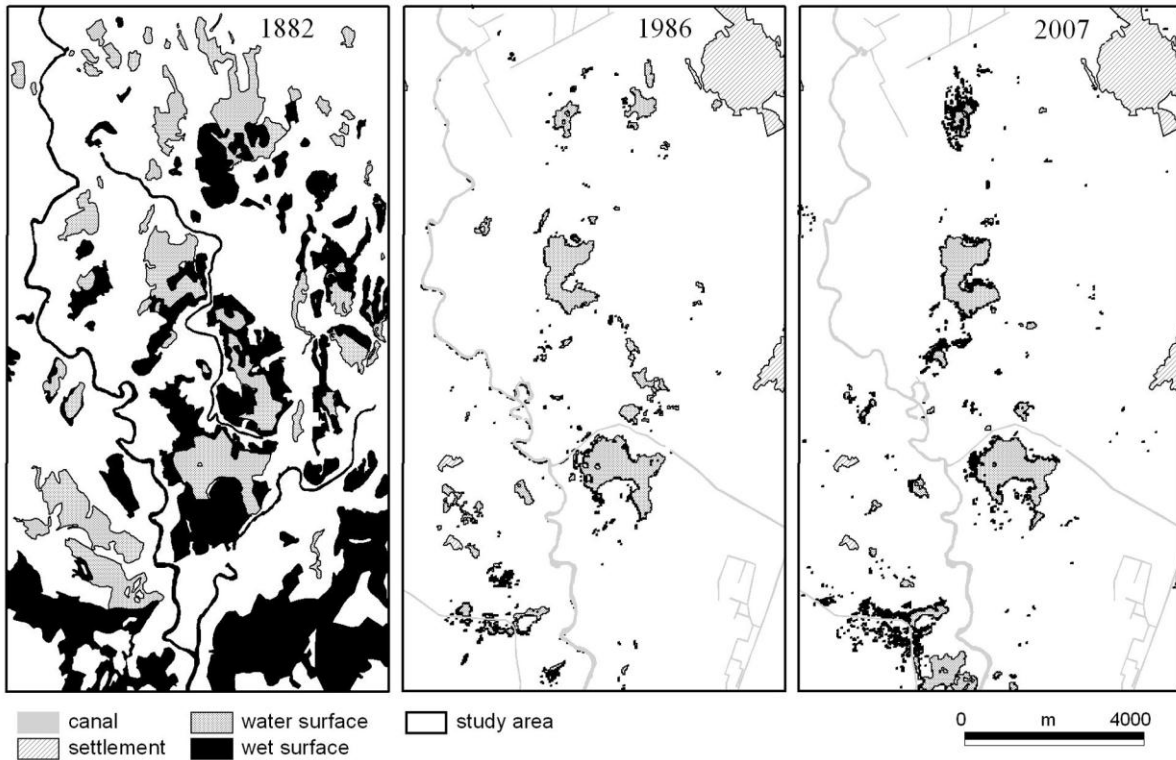 1882
1986
2007
canal
water surface
study area
settlement
wet surface
0 m 4000